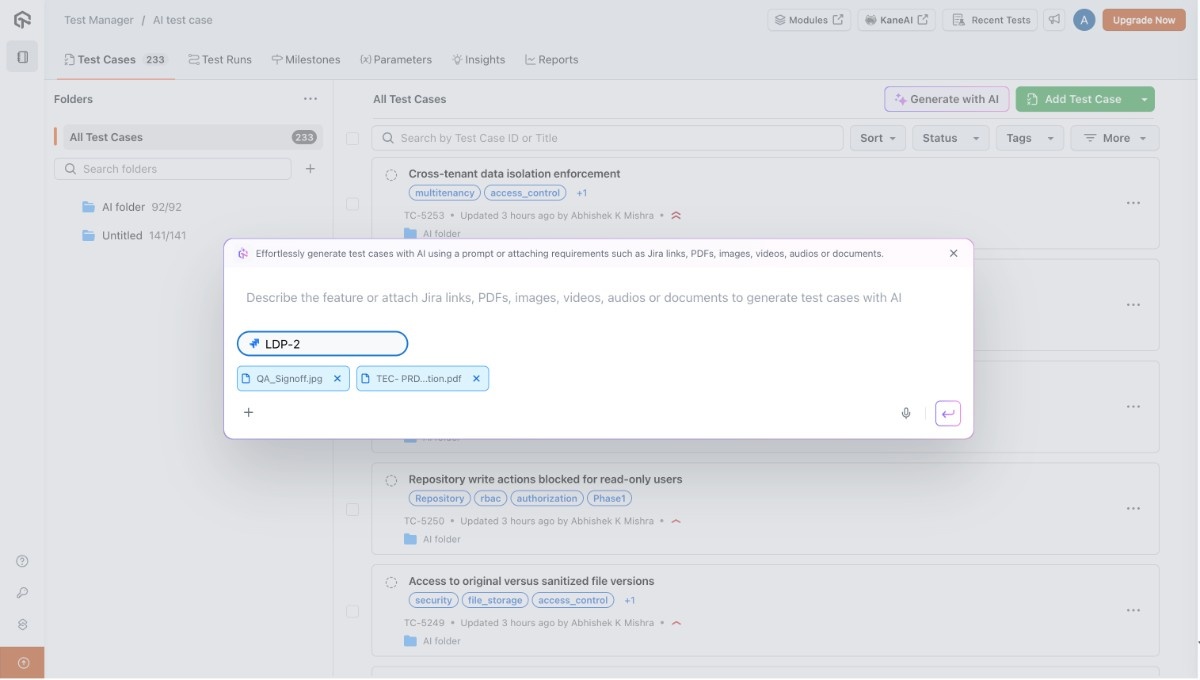 Test Manager / AI test case
Modules
KaneAI
Recent Tests
A
Upgrade Now
Test Cases 233
Test Runs
Milestones
(x) Parameters
Insights
Reports
Folders
All Test Cases 233
Search folders
AI folder 92/92
Untitled 141/141
All Test Cases
Generate with AI
Add Test Case
Search by Test Case ID or Title
Sort
Status
Tags
More
Cross-tenant data isolation enforcement
multitenancy access_control +1
TC-5253 • Updated 3 hours ago by Abhishek K Mishra •
AI folder
Effortlessly generate test cases with AI using a prompt or attaching requirements such as Jira links, PDFs, images, videos, audios or documents.
Describe the feature or attach Jira links, PDFs, images, videos, audios or documents to generate test cases with AI
LDP-2
QA_Signoff.jpg
TEC- PRD...tion.pdf
Repository write actions blocked for read-only users
Repository rbac authorization Phase1
TC-5250 • Updated 3 hours ago by Abhishek K Mishra •
AI folder
Access to original versus sanitized file versions
security file_storage access_control +1
TC-5249 • Updated 3 hours ago by Abhishek K Mishra •
AI folder